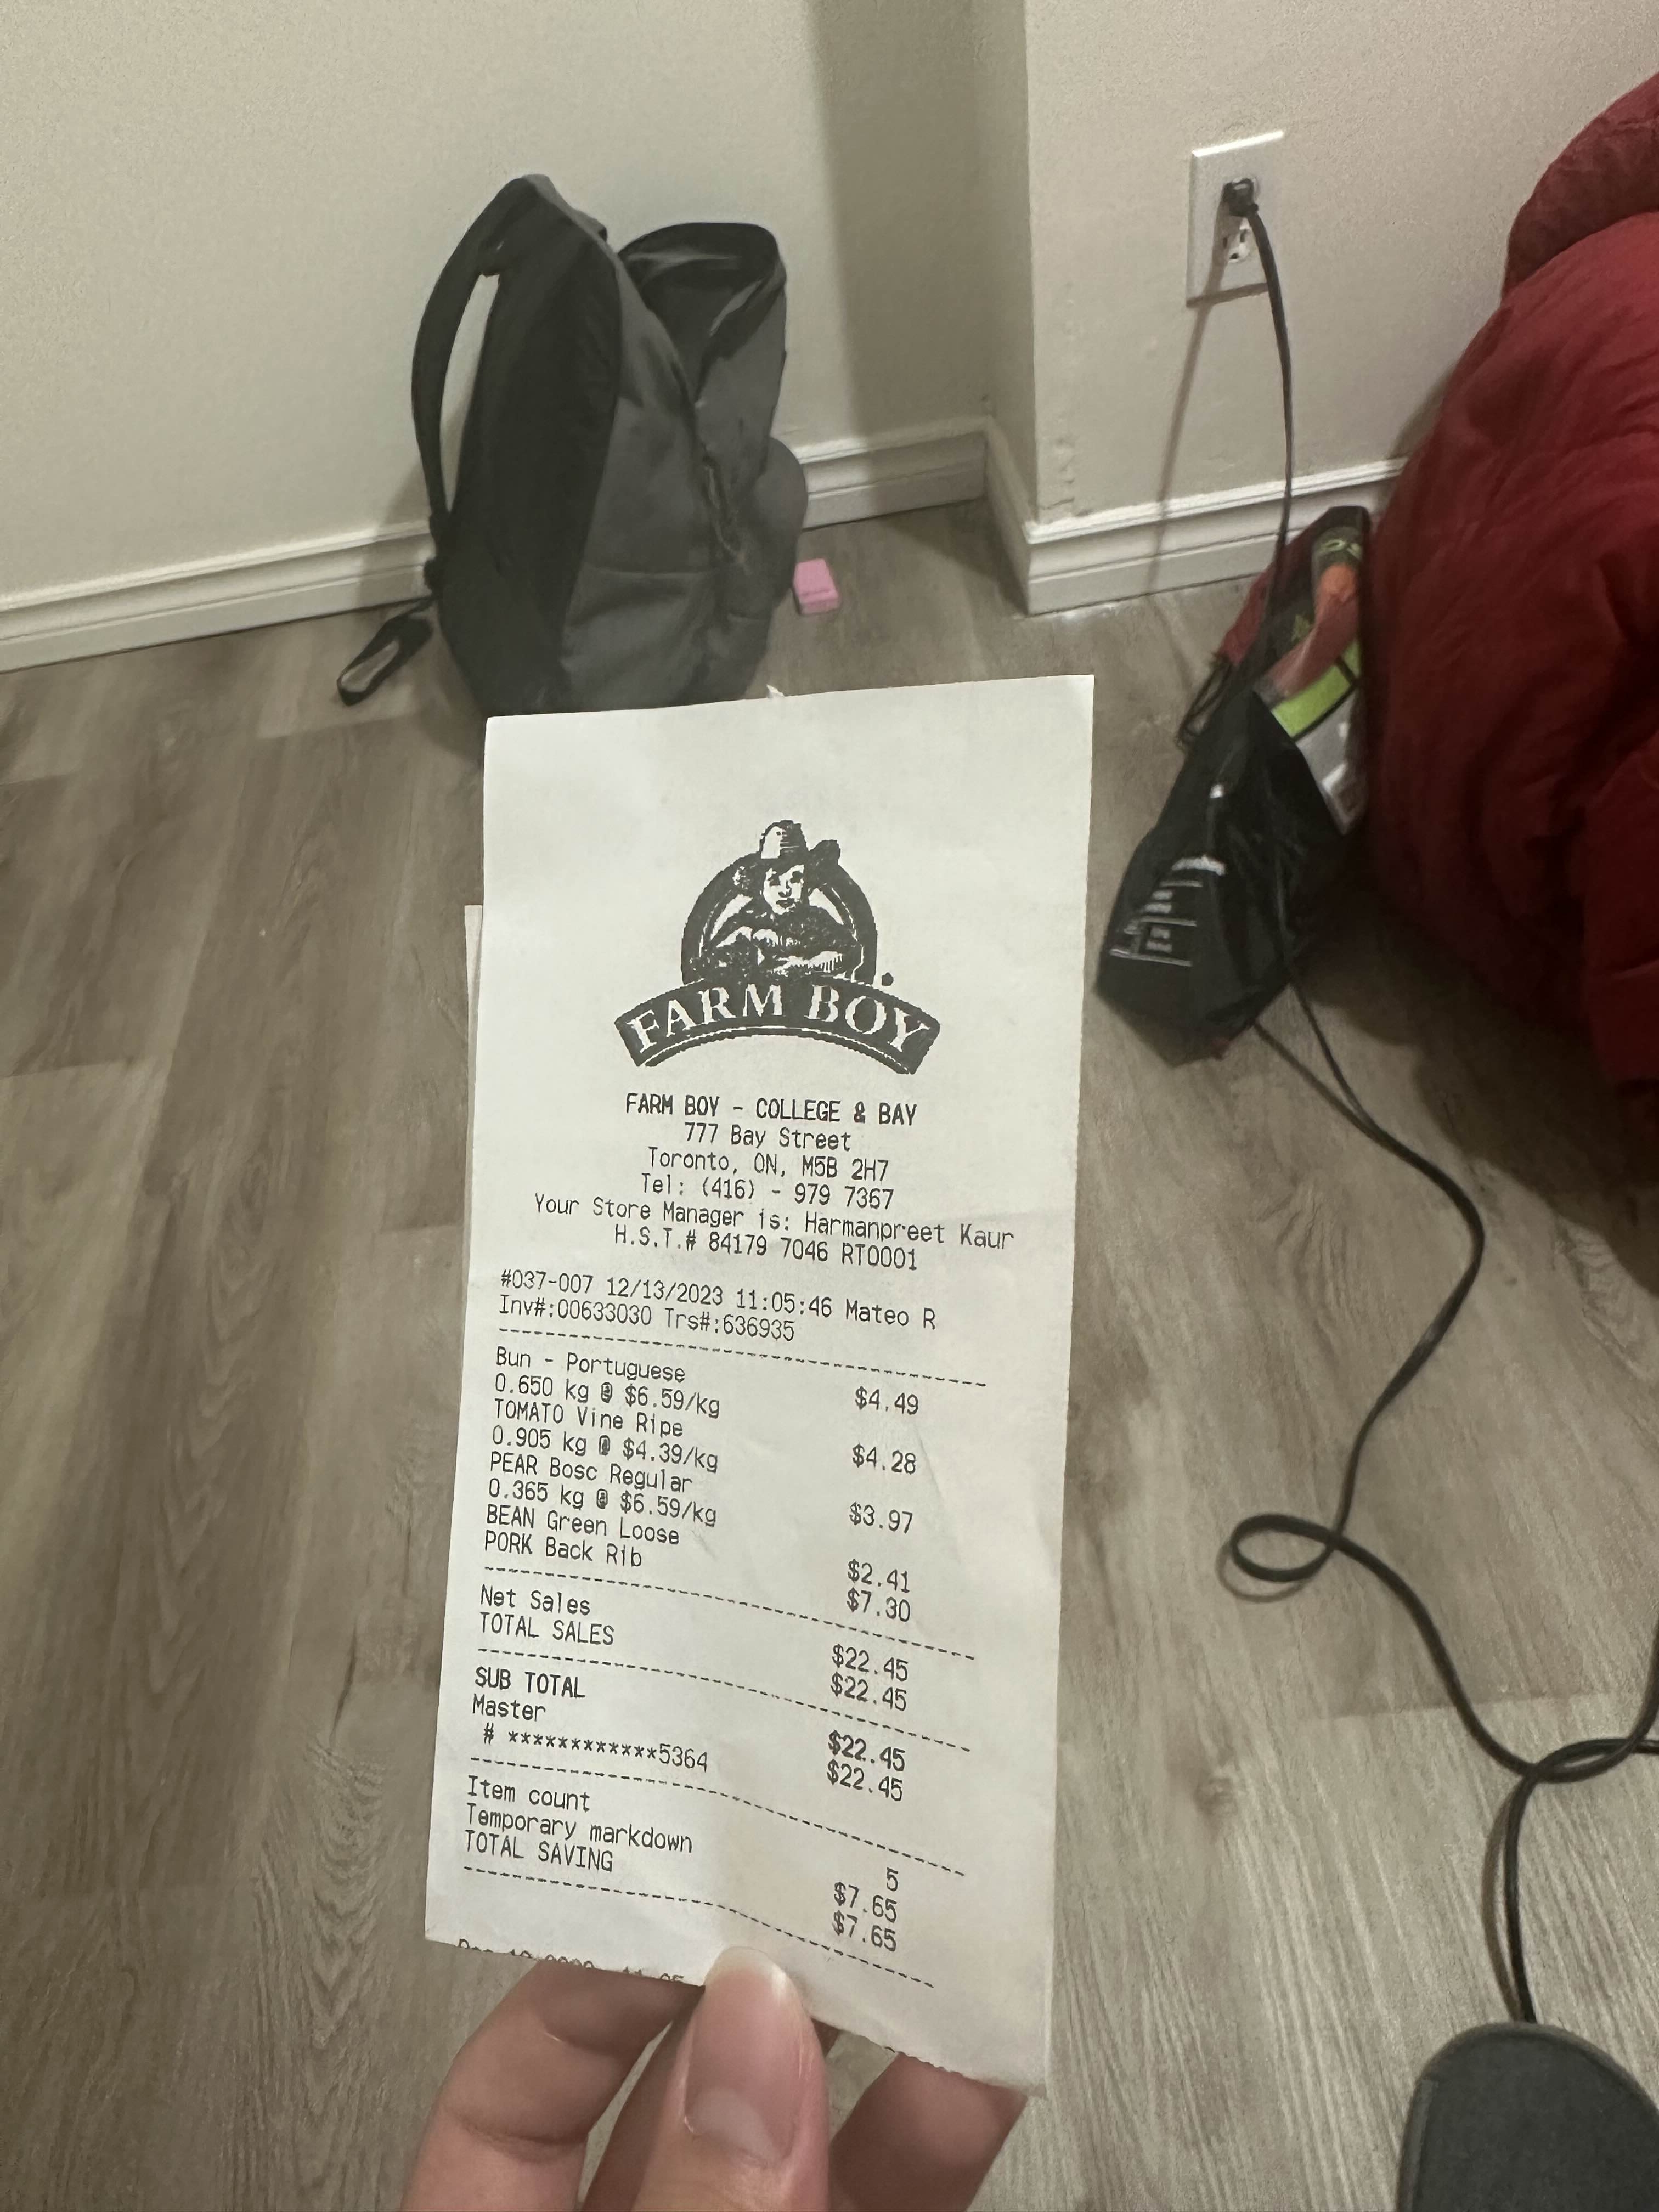 FARM BOY
FARM BOY - COLLEGE & BAY
777 Bay Street
Toronto, ON, M5B 2H7
Tel: (416) - 979 7367
Your Store Manager is: Harmanpreet Kaur
H.S.T.# 84179 7046 RT0001
#037-007 12/13/2023 11:05:46 Mateo R
Inv#:00633030 Trs#:636935
Bun - Portuguese $4.49
0.650 kg @ $6.59/kg
TOMATO Vine Ripe $4.28
0.905 kg @ $4.39/kg
PEAR Bosc Regular $3.97
0.365 kg @ $6.59/kg
BEAN Green Loose $2.41
PORK Back Rib $7.30
Net Sales $22.45
TOTAL SALES $22.45
SUB TOTAL $22.45
Master $22.45
# ************5364
Item count 5
Temporary markdown $7.65
TOTAL SAVING $7.65